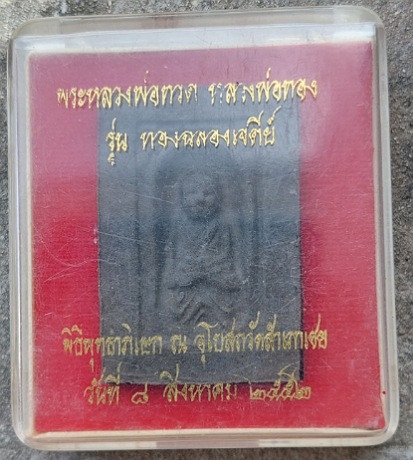 พระหลวงพ่อทวด หลวงพ่อทอง
รุ่น ทองฉลองเจดีย์
พิธีพุทธาภิเษก ณ อุโบสถวัดสำเภาเชย
วันที่ ๘ สิงหาคม ๒๕๕๒